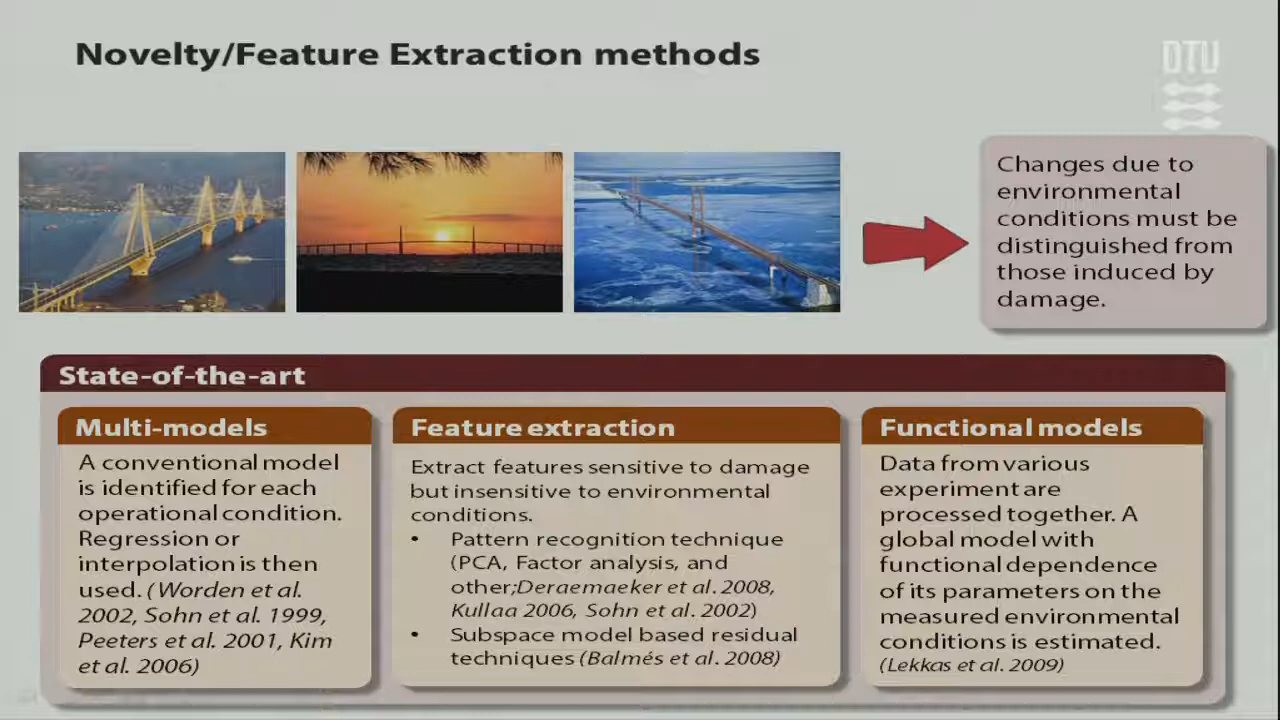 Novelty/Feature Extraction methods
DTU
Changes due to
environmental
conditions must be
distinguished from
those induced by
damage.
State-of-the-art
Multi-models
A conventional model
is identified for each
operational condition.
Regression or
interpolation is then
used. (Worden et al.
2002, Sohn et al. 1999,
Peeters et al. 2001, Kim
et al. 2006)
Feature extraction
Extract features sensitive to damage
but insensitive to environmental
conditions.
• Pattern recognition technique
(PCA, Factor analysis, and
other;Deraemaeker et al. 2008,
Kullaa 2006, Sohn et al. 2002)
• Subspace model based residual
techniques (Balmés et al. 2008)
Functional models
Data from various
experiment are
processed together. A
global model with
functional dependence
of its parameters on the
measured environmental
conditions is estimated.
(Lekkas et al. 2009)